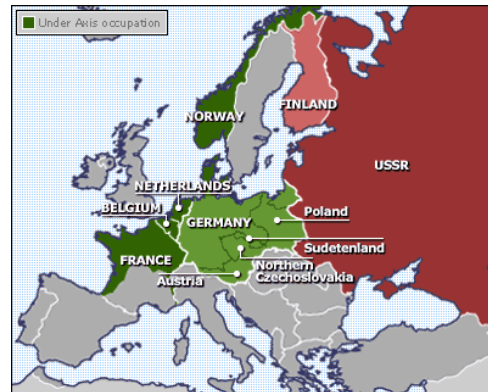 Under Axis occupation
FINLAND
NORWAY
USSR
NETHERLANDS
BELGIUM
GERMANY
Poland
Sudetenland
FRANCE
Northern
Czechoslovakia
Austria